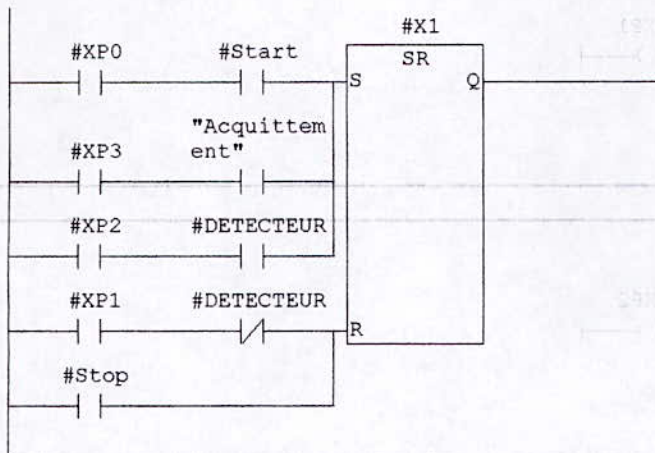 #X1
#XP0 #Start SR
S Q
"Acquittem
#XP3 ent"
#XP2 #DETECTEUR
#XP1 #DETECTEUR
R
#Stop